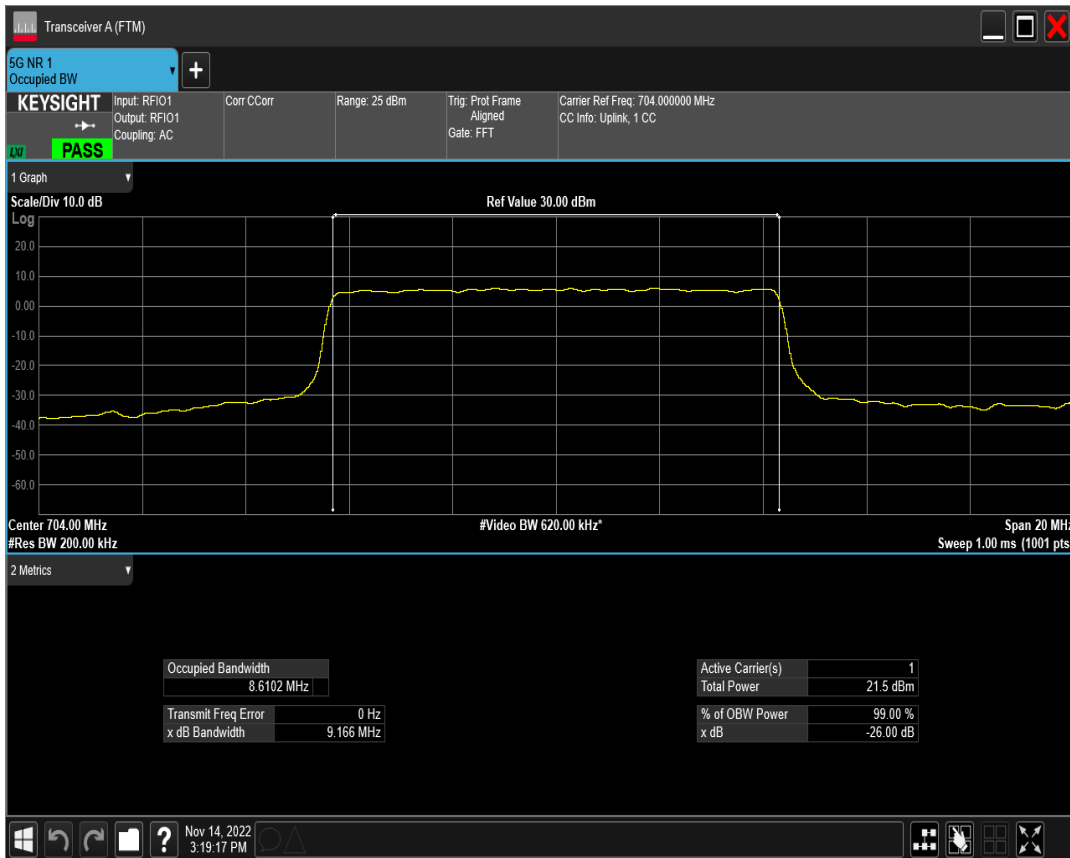 Transceiver A (FTM)
5G NR 1
Occupied BW
+
KEYSIGHT
LXI
PASS
Input: RFIO1
Output: RFIO1
Coupling: AC
Corr CCorr
Range: 25 dBm
Trig: Prot Frame
Aligned
Gate: FFT
Carrier Ref Freq: 704.000000 MHz
CC Info: Uplink, 1 CC
1 Graph
Scale/Div 10.0 dB
Ref Value 30.00 dBm
Log
20.0
10.0
0.00
-10.0
-20.0
-30.0
-40.0
-50.0
-60.0
Center 704.00 MHz
#Video BW 620.00 kHz*
Span 20 MHz
#Res BW 200.00 kHz
Sweep 1.00 ms (1001 pts
2 Metrics
Occupied Bandwidth
8.6102 MHz
Transmit Freq Error 0 Hz
x dB Bandwidth 9.166 MHz
Active Carrier(s) 1
Total Power 21.5 dBm
% of OBW Power 99.00 %
x dB -26.00 dB
?
Nov 14, 2022
3:19:17 PM